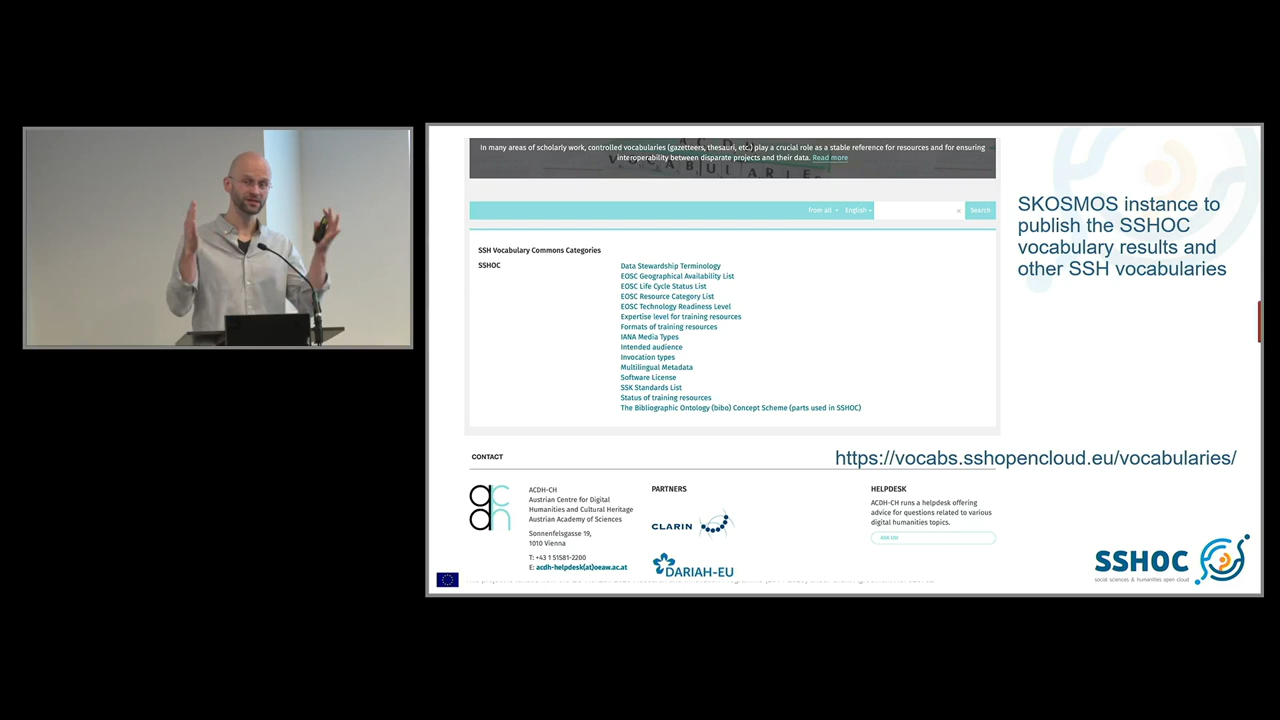 In many areas of scholarly work, controlled vocabularies (gazetteers, thesauri, etc.) play a crucial role as a stable reference for resources and for ensuring
interoperability between disparate projects and their data. Read more
from all
English
×
Search
SSH Vocabulary Commons Categories
SSHOC
Data Stewardship Terminology
EOSC Geographical Availability List
EOSC Life Cycle Status List
EOSC Resource Category List
EOSC Technology Readiness Level
Expertise level for training resources
Formats of training resources
IANA Media Types
Intended audience
Invocation types
Multilingual Metadata
Software License
SSK Standards List
Status of training resources
The Bibliographic Ontology (bibo) Concept Scheme (parts used in SSHOC)
SKOSMOS instance to
publish the SSHOC
vocabulary results and
other SSH vocabularies
https://vocabs.sshopencloud.eu/vocabularies/
CONTACT
acdh
ACDH-CH
Austrian Centre for Digital
Humanities and Cultural Heritage
Austrian Academy of Sciences
Sonnenfelsgasse 19,
1010 Vienna
T: +43 1 51581-2200
E: acdh-helpdesk(at)oeaw.ac.at
PARTNERS
CLARIN
DARIAH-EU
HELPDESK
ACDH-CH runs a helpdesk offering
advice for questions related to various
digital humanities topics.
ASK US!
SSHOC
social sciences & humanities open cloud